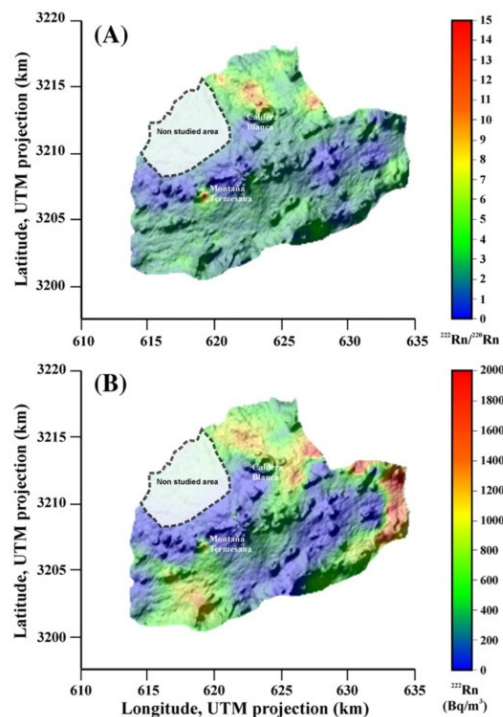 (A)
Latitude, UTM projection (km)
3220
3215
3210
3205
3200
610
615
620
625
630
635
Non studied area
Caldera
Blanca
Montaña
Termesana
15
14
13
12
11
10
9
8
7
6
5
4
3
2
1
0
²²²Rn/²²⁰Rn
(B)
Latitude, UTM projection (km)
3220
3215
3210
3205
3200
610
615
620
625
630
635
Longitude, UTM projection (km)
Non studied area
Caldera
Blanca
Montaña
Termesana
2000
1800
1600
1400
1200
1000
800
600
400
200
0
²²²Rn
(Bq/m³)